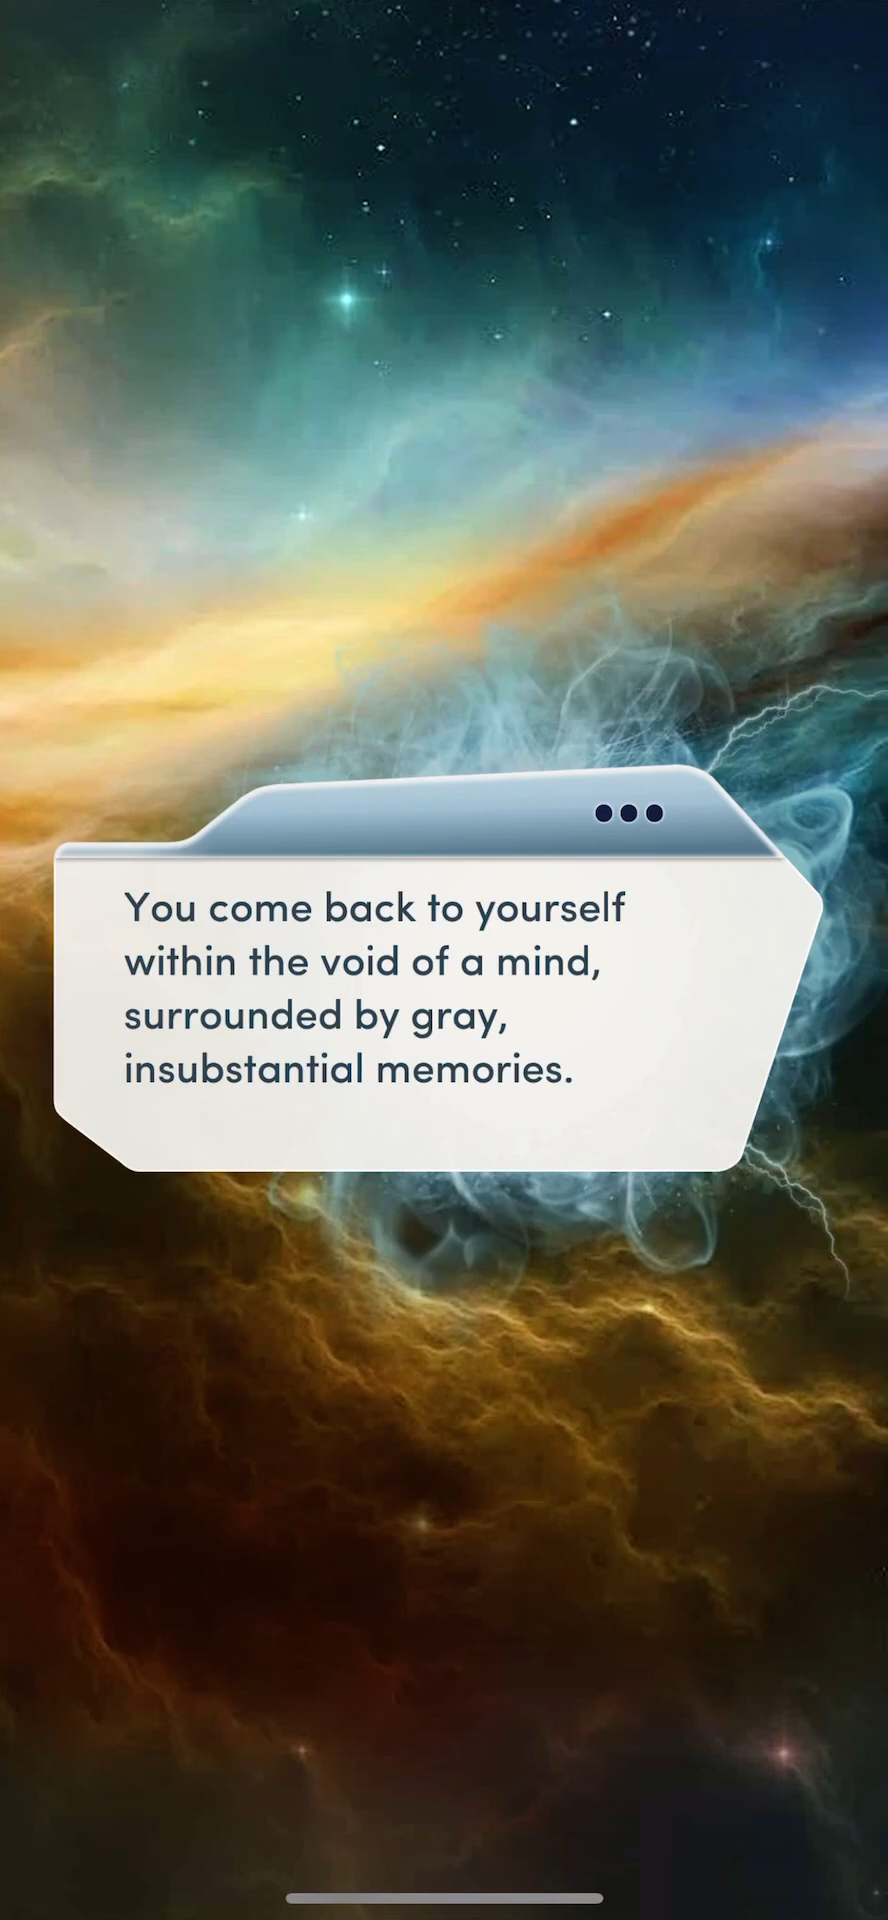 You come back to yourself
within the void of a mind,
surrounded by gray,
insubstantial memories.